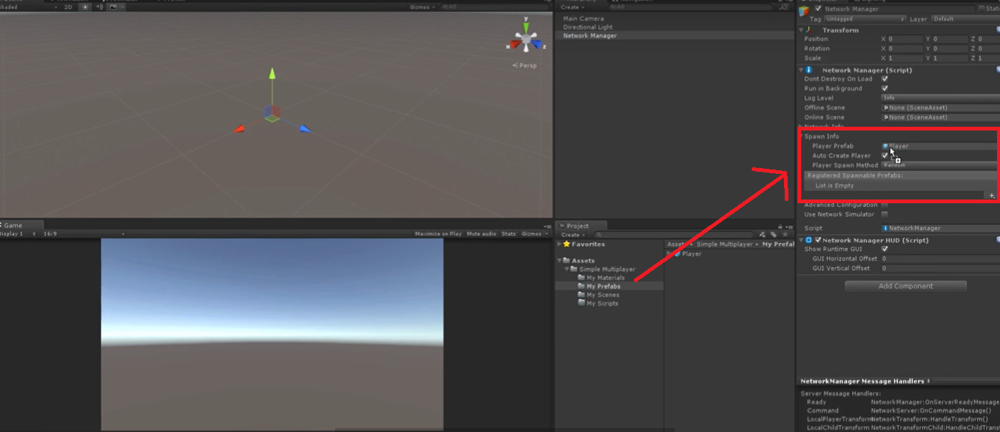 Shaded
2D
Gizmos
All
y
x
z
Persp
Create
All
Main Camera
Directional Light
Network Manager
Network Manager
Tag Untagged Layer Default
Transform
Position X 0 Y 0 Z 0
Rotation X 0 Y 0 Z 0
Scale X 1 Y 1 Z 1
Network Manager (Script)
Dont Destroy On Load
Run in Background
Log Level Info
Offline Scene None (SceneAsset)
Online Scene None (SceneAsset)
Network Info
Spawn Info
Player Prefab Player
Auto Create Player
Player Spawn Method Random
Registered Spawnable Prefabs:
List is Empty
Advanced Configuration
Use Network Simulator
Script NetworkManager
Network Manager HUD (Script)
Show Runtime GUI
GUI Horizontal Offset 0
GUI Vertical Offset 0
Add Component
Game
Display 1 16:9 Maximize on Play Mute audio Stats Gizmos
Project
Create
Favorites
Assets
Simple Multiplayer
My Materials
My Prefabs
My Scenes
My Scripts
Assets Simple Multiplayer My Prefal
Player
NetworkManager Message Handlers
Server Message Handlers:
Ready NetworkManager:OnServerReadyMessage
Command NetworkServer:OnCommandMessage()
LocalPlayerTransform NetworkTransform:HandleTransform()
LocalChildTransform NetworkTransformChild:HandleChildTrans